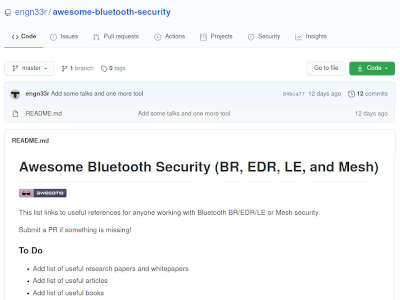 engn33r / awesome-bluetooth-security
Code Issues Pull requests Actions Projects Security Insights
master 1 branch 0 tags Go to file Code
engn33r Add some talks and one more tool 12 days ago 12 commits
README.md Add some talks and one more tool 12 days ago
README.md
Awesome Bluetooth Security (BR, EDR, LE, and Mesh)
awesome
This list links to useful references for anyone working with Bluetooth BR/EDR/LE or Mesh security.
Submit a PR if something is missing!
To Do
Add list of useful research papers and whitepapers
Add list of useful articles
Add list of useful books